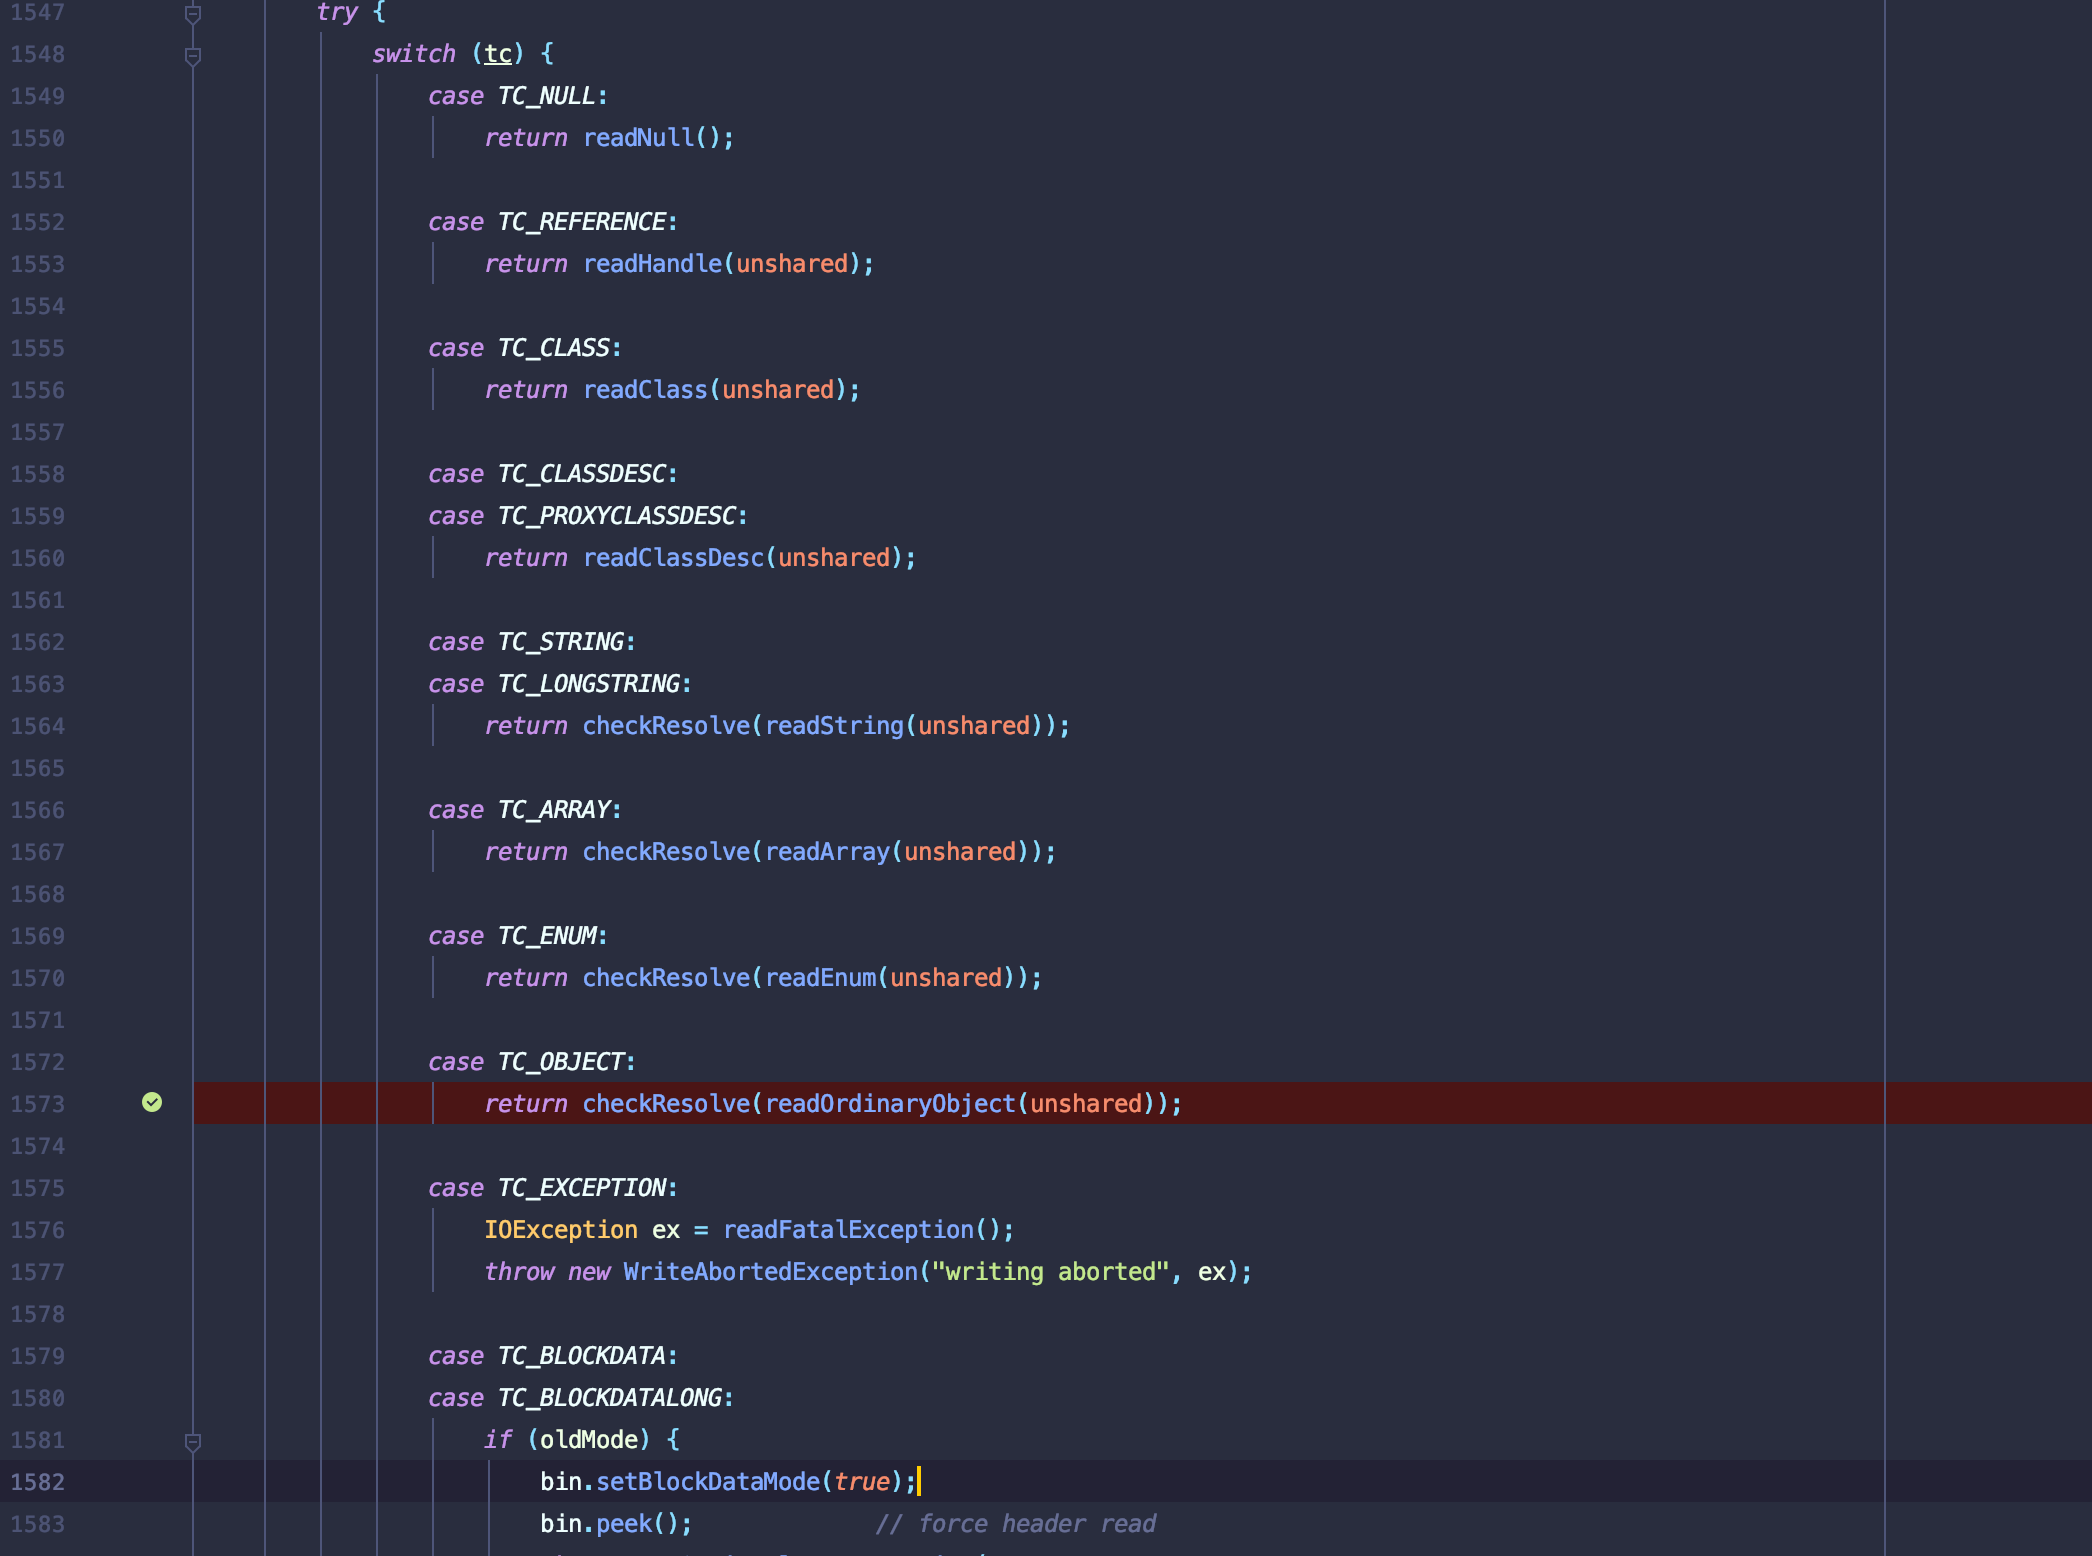 1547 try {
1548 switch (tc) {
1549 case TC_NULL:
1550 return readNull();
1551
1552 case TC_REFERENCE:
1553 return readHandle(unshared);
1554
1555 case TC_CLASS:
1556 return readClass(unshared);
1557
1558 case TC_CLASSDESC:
1559 case TC_PROXYCLASSDESC:
1560 return readClassDesc(unshared);
1561
1562 case TC_STRING:
1563 case TC_LONGSTRING:
1564 return checkResolve(readString(unshared));
1565
1566 case TC_ARRAY:
1567 return checkResolve(readArray(unshared));
1568
1569 case TC_ENUM:
1570 return checkResolve(readEnum(unshared));
1571
1572 case TC_OBJECT:
1573 return checkResolve(readOrdinaryObject(unshared));
1574
1575 case TC_EXCEPTION:
1576 IOException ex = readFatalException();
1577 throw new WriteAbortedException("writing aborted", ex);
1578
1579 case TC_BLOCKDATA:
1580 case TC_BLOCKDATALONG:
1581 if (oldMode) {
1582 bin.setBlockDataMode(true);
1583 bin.peek(); // force header read